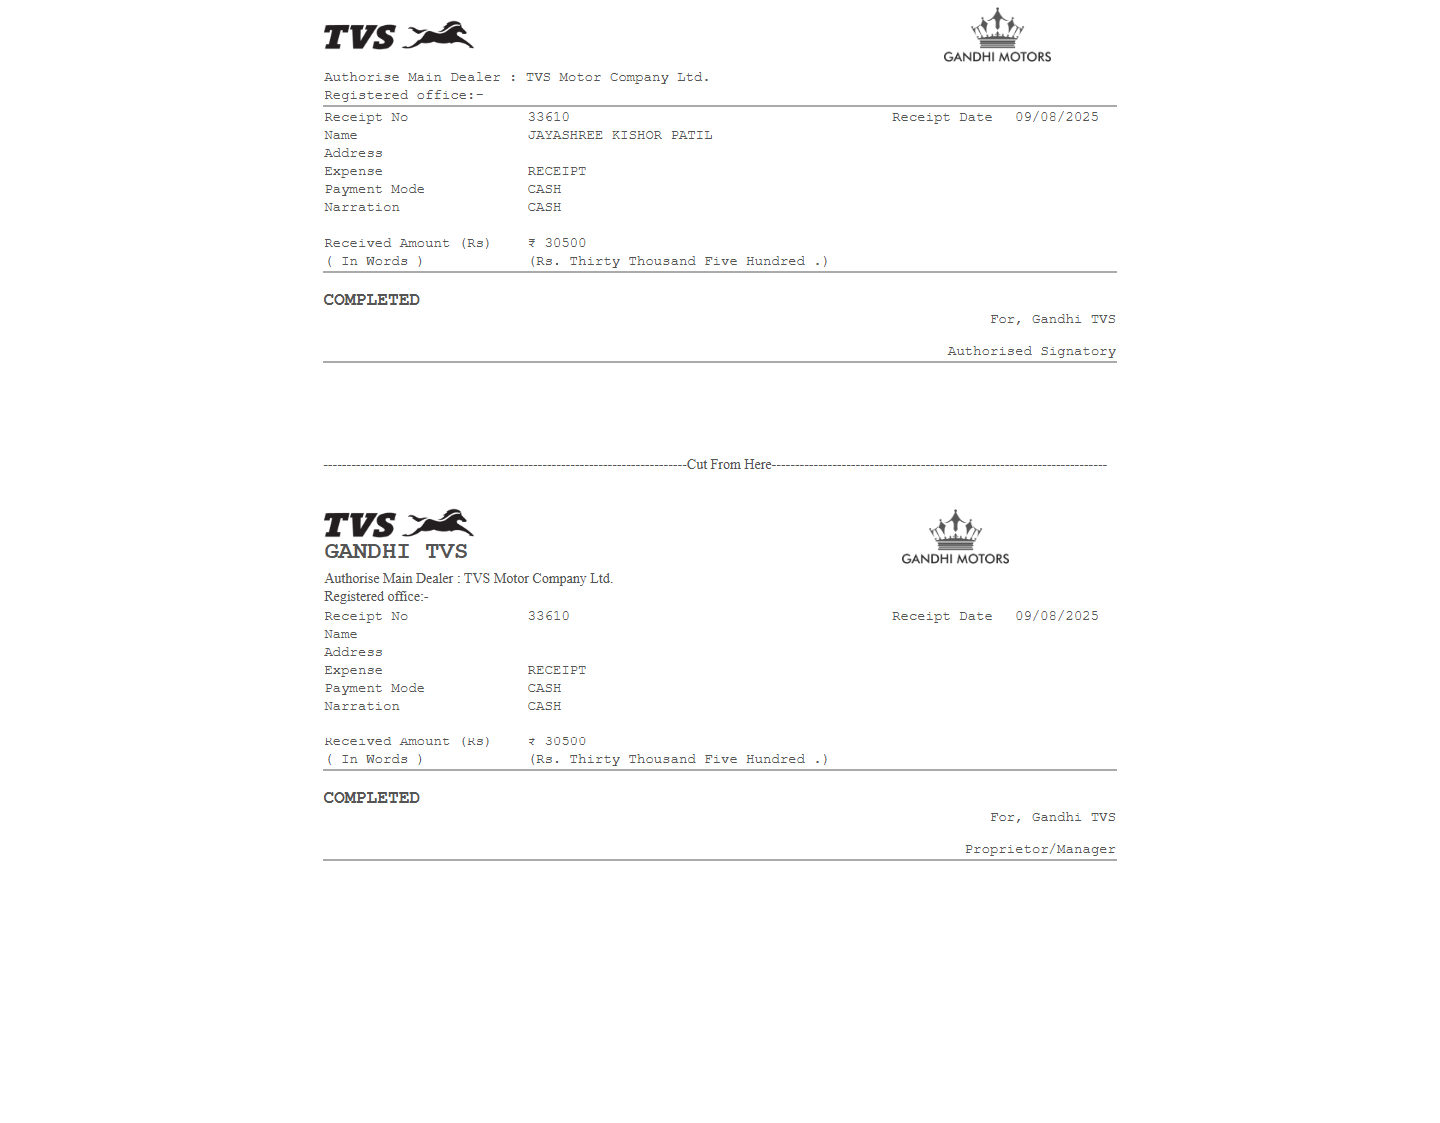 TVS
GANDHI MOTORS
Authorise Main Dealer : TVS Motor Company Ltd.
Registered office:-
Receipt No 33610 Receipt Date 09/08/2025
Name JAYASHREE KISHOR PATIL
Address
Expense RECEIPT
Payment Mode CASH
Narration CASH
Received Amount (Rs) ₹ 30500
( In Words ) (Rs. Thirty Thousand Five Hundred .)
COMPLETED
For, Gandhi TVS
Authorised Signatory
------------------------------------------------------------------------------Cut From Here------------------------------------------------------------------------
TVS
GANDHI MOTORS
GANDHI TVS
Authorise Main Dealer : TVS Motor Company Ltd.
Registered office:-
Receipt No 33610 Receipt Date 09/08/2025
Name
Address
Expense RECEIPT
Payment Mode CASH
Narration CASH
Received Amount (Rs) ₹ 30500
( In Words ) (Rs. Thirty Thousand Five Hundred .)
COMPLETED
For, Gandhi TVS
Proprietor/Manager